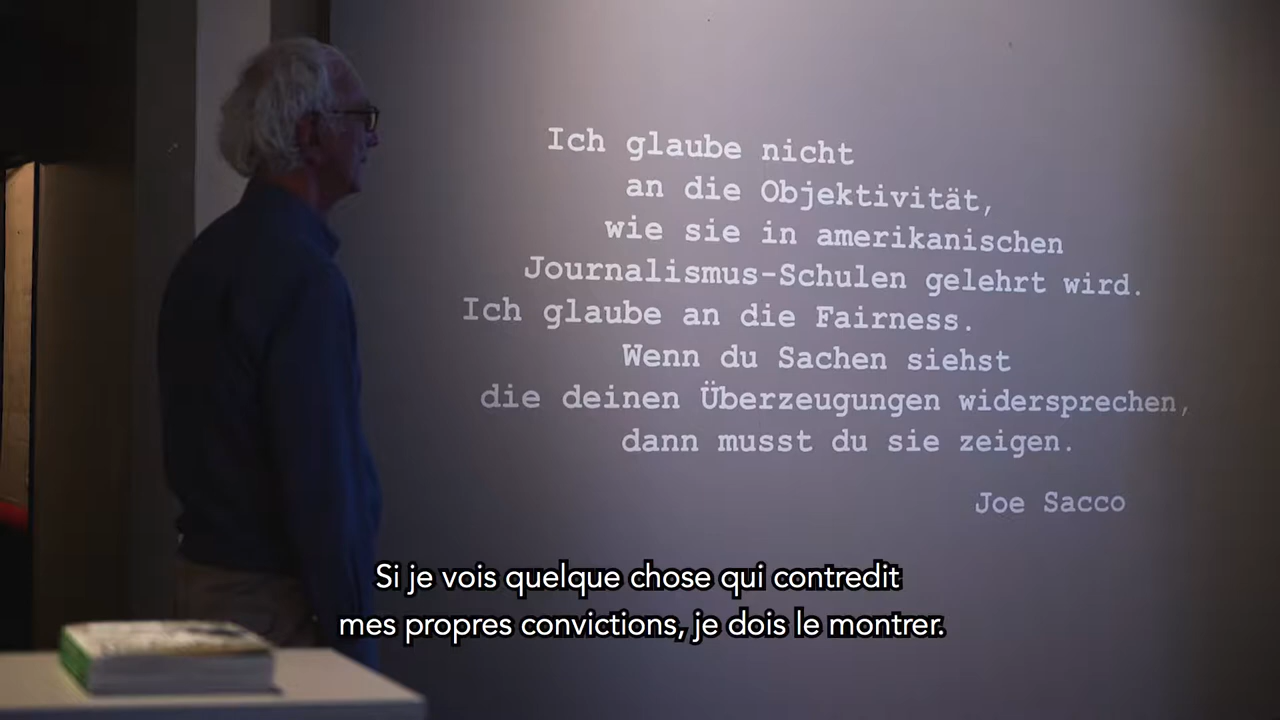 Ich glaube nicht
an die Objektivität,
wie sie in amerikanischen
Journalismus-Schulen gelehrt wird.
Ich glaube an die Fairness.
Wenn du Sachen siehst
die deinen Überzeugungen widersprechen,
dann musst du sie zeigen.
Joe Sacco
Si je vois quelque chose qui contredit
mes propres convictions, je dois le montrer.